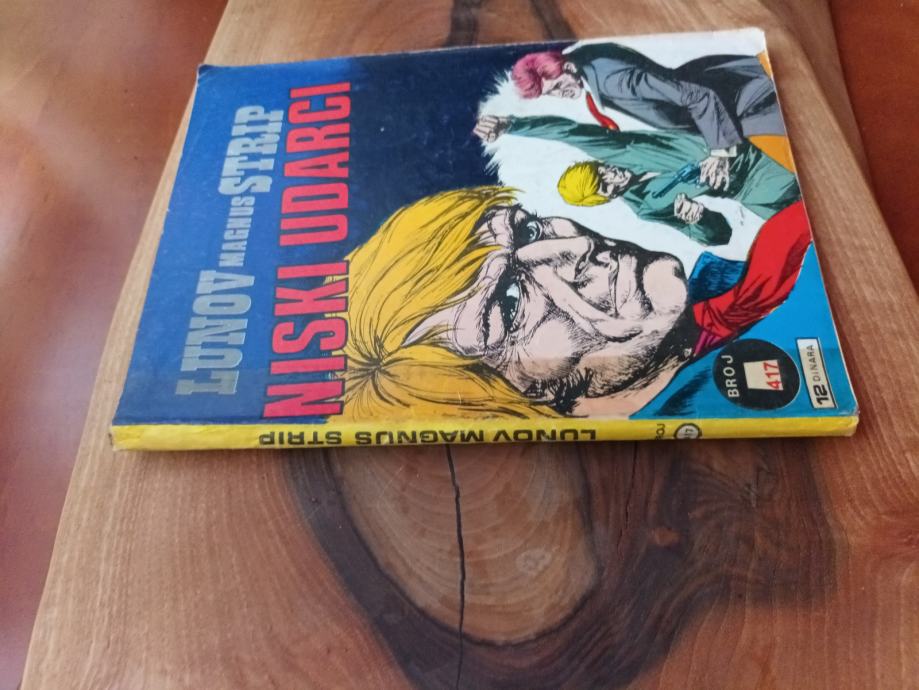 LUNOV MAGNUS STRIP
NISKI UDARCI
BROJ
417
12 DINARA
LUNOV MAGNUS STRIP